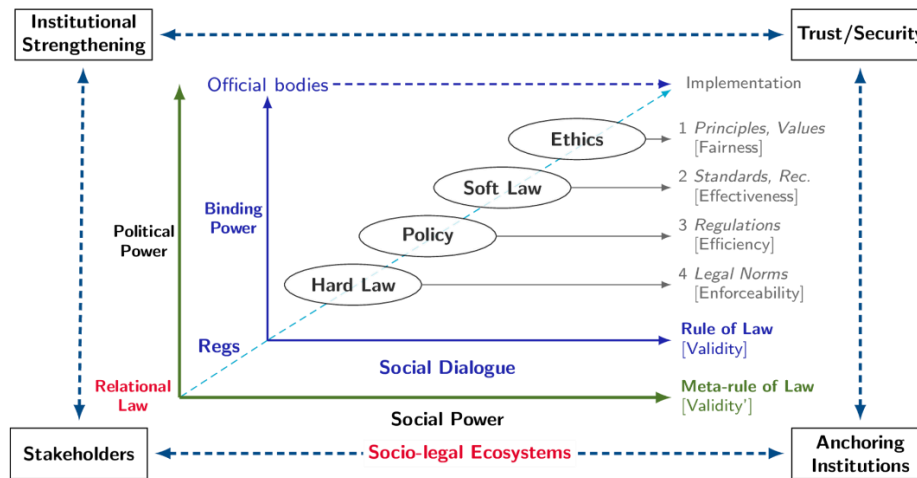 Institutional
Strengthening
Trust/Security
Official bodies
Implementation
Ethics
1 Principles, Values
[Fairness]
Soft Law
2 Standards, Rec.
[Effectiveness]
Binding
Power
Political
Power
Policy
3 Regulations
[Efficiency]
Hard Law
4 Legal Norms
[Enforceability]
Regs
Rule of Law
[Validity]
Social Dialogue
Relational
Law
Meta-rule of Law
[Validity']
Social Power
Stakeholders
Socio-legal Ecosystems
Anchoring
Institutions